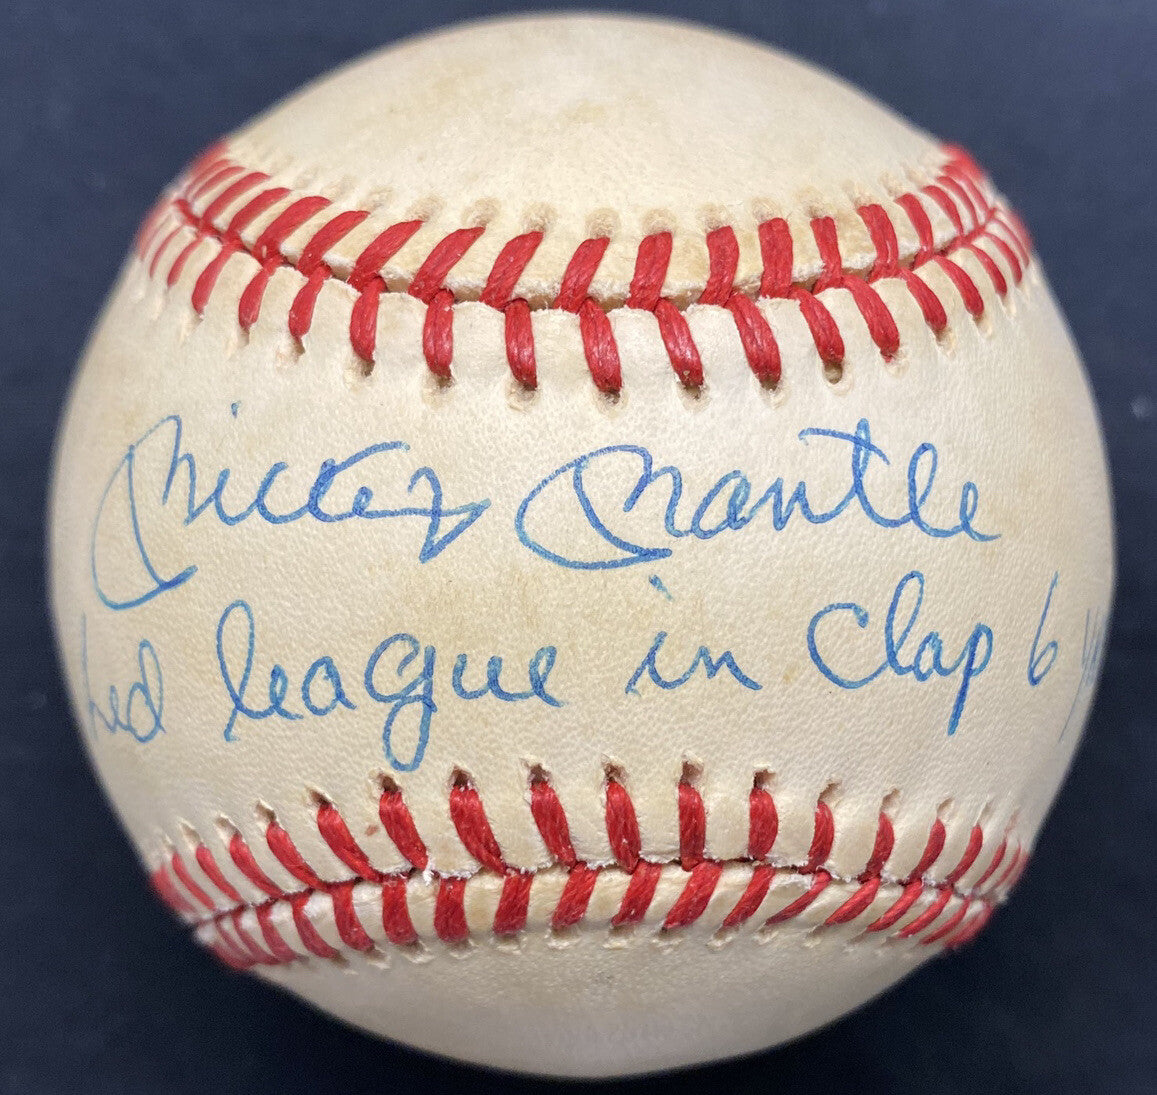 Mickey Mantle
Led league in Clap 6